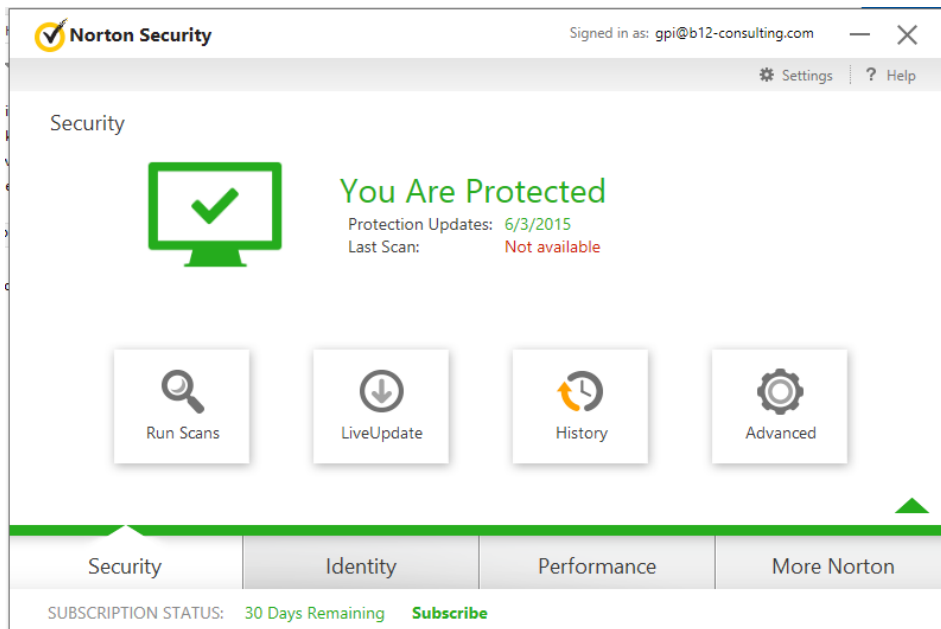 Norton Security
Signed in as: gpi@b12-consulting.com
Settings ? Help
Security
You Are Protected
Protection Updates: 6/3/2015
Last Scan: Not available
Run Scans LiveUpdate History Advanced
Security Identity Performance More Norton
SUBSCRIPTION STATUS: 30 Days Remaining Subscribe